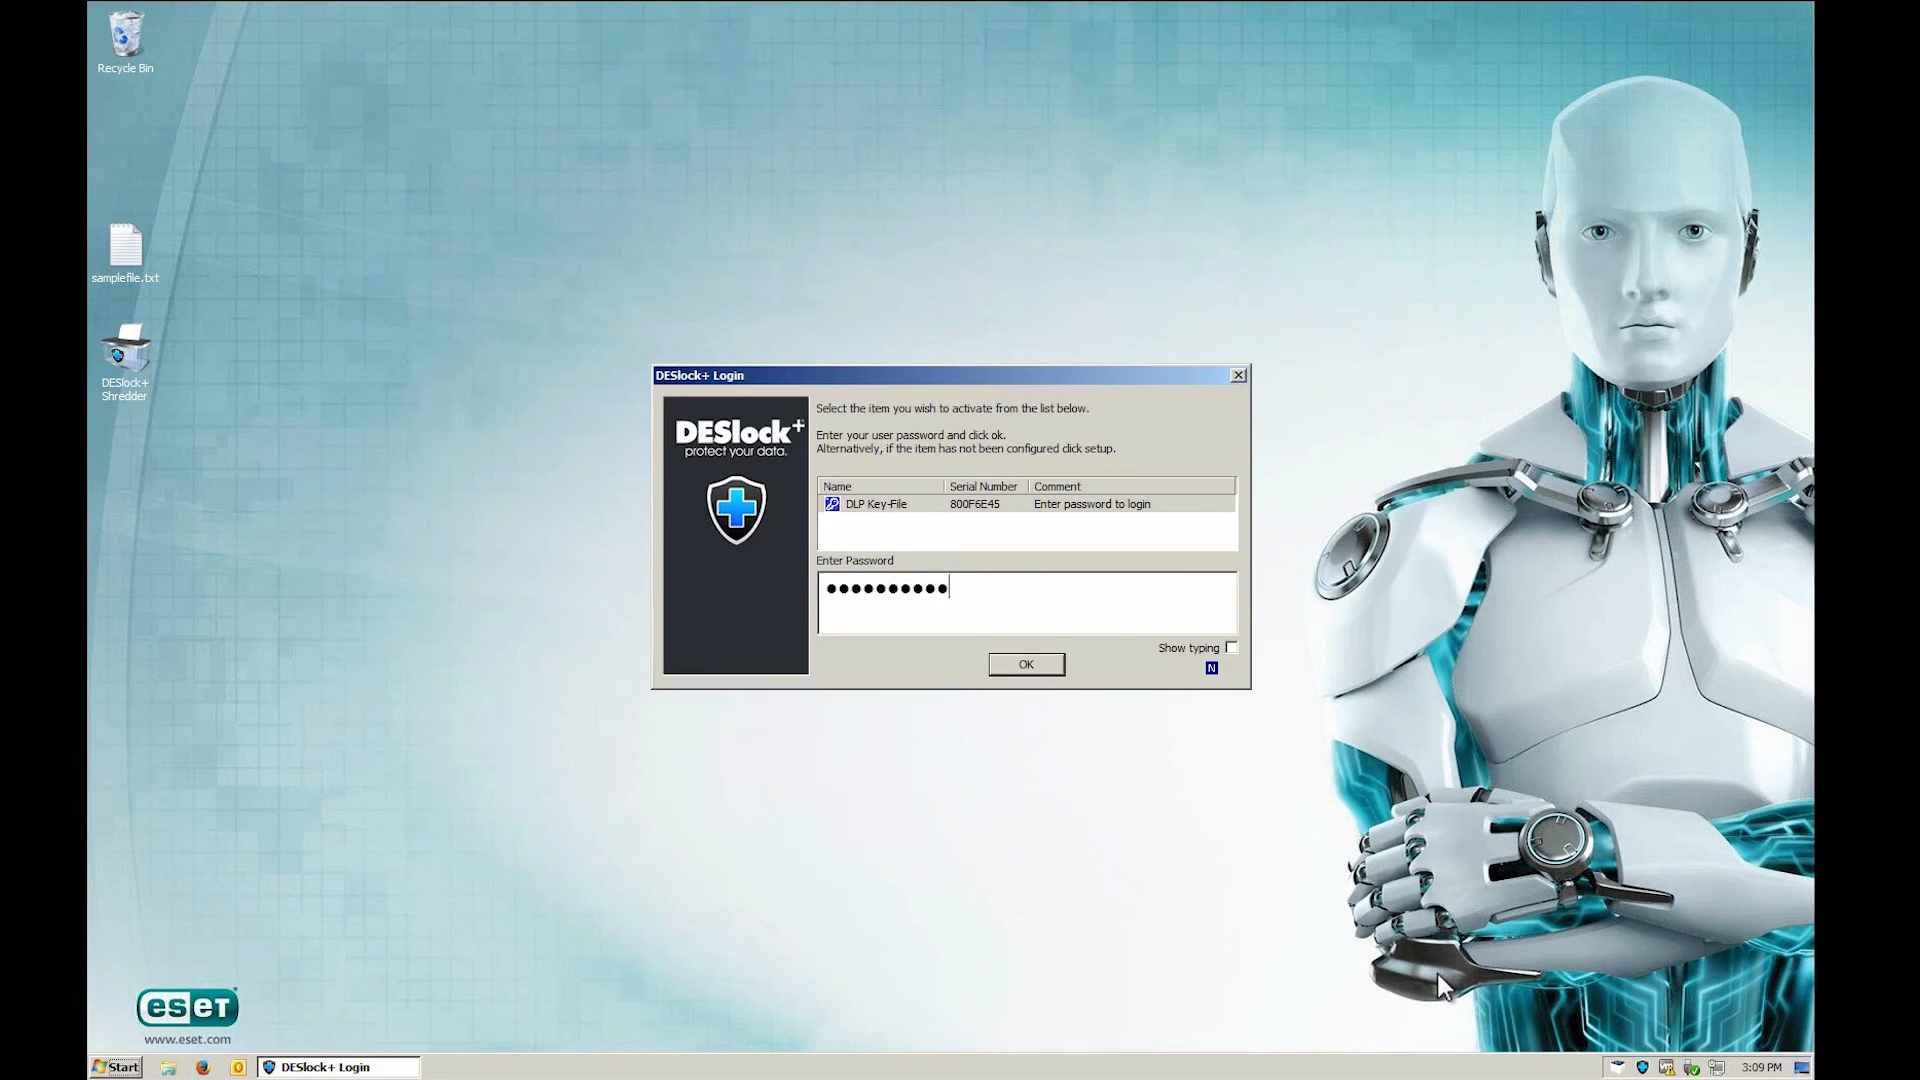 Recycle Bin
samplefile.txt
DESlock+
Shredder
DESlock+ Login
DESlock+
protect your data.
Select the item you wish to activate from the list below.
Enter your user password and click ok.
Alternatively, if the item has not been configured click setup.
Name Serial Number Comment
DLP Key-File 800F6E45 Enter password to login
Enter Password
●●●●●●●●●●
Show typing
OK
N
eseT
www.eset.com
Start
DESlock+ Login
3:09 PM